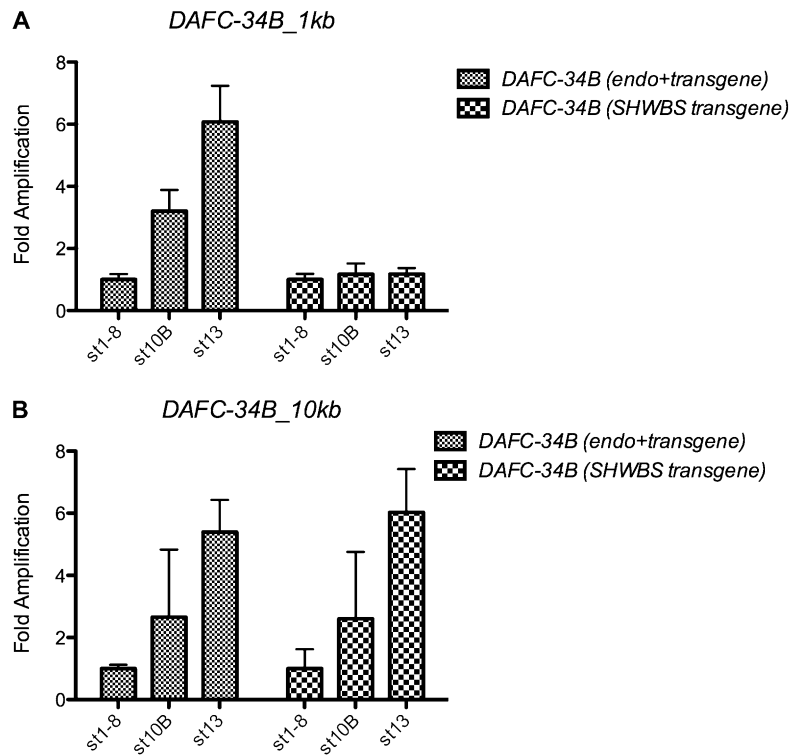 A
DAFC-34B_1kb
DAFC-34B (endo+transgene)
DAFC-34B (SHWBS transgene)
Fold Amplification
8
6
4
2
0
st1-8
st10B
st13
st1-8
st10B
st13
B
DAFC-34B_10kb
DAFC-34B (endo+transgene)
DAFC-34B (SHWBS transgene)
Fold Amplification
8
6
4
2
0
st1-8
st10B
st13
st1-8
st10B
st13